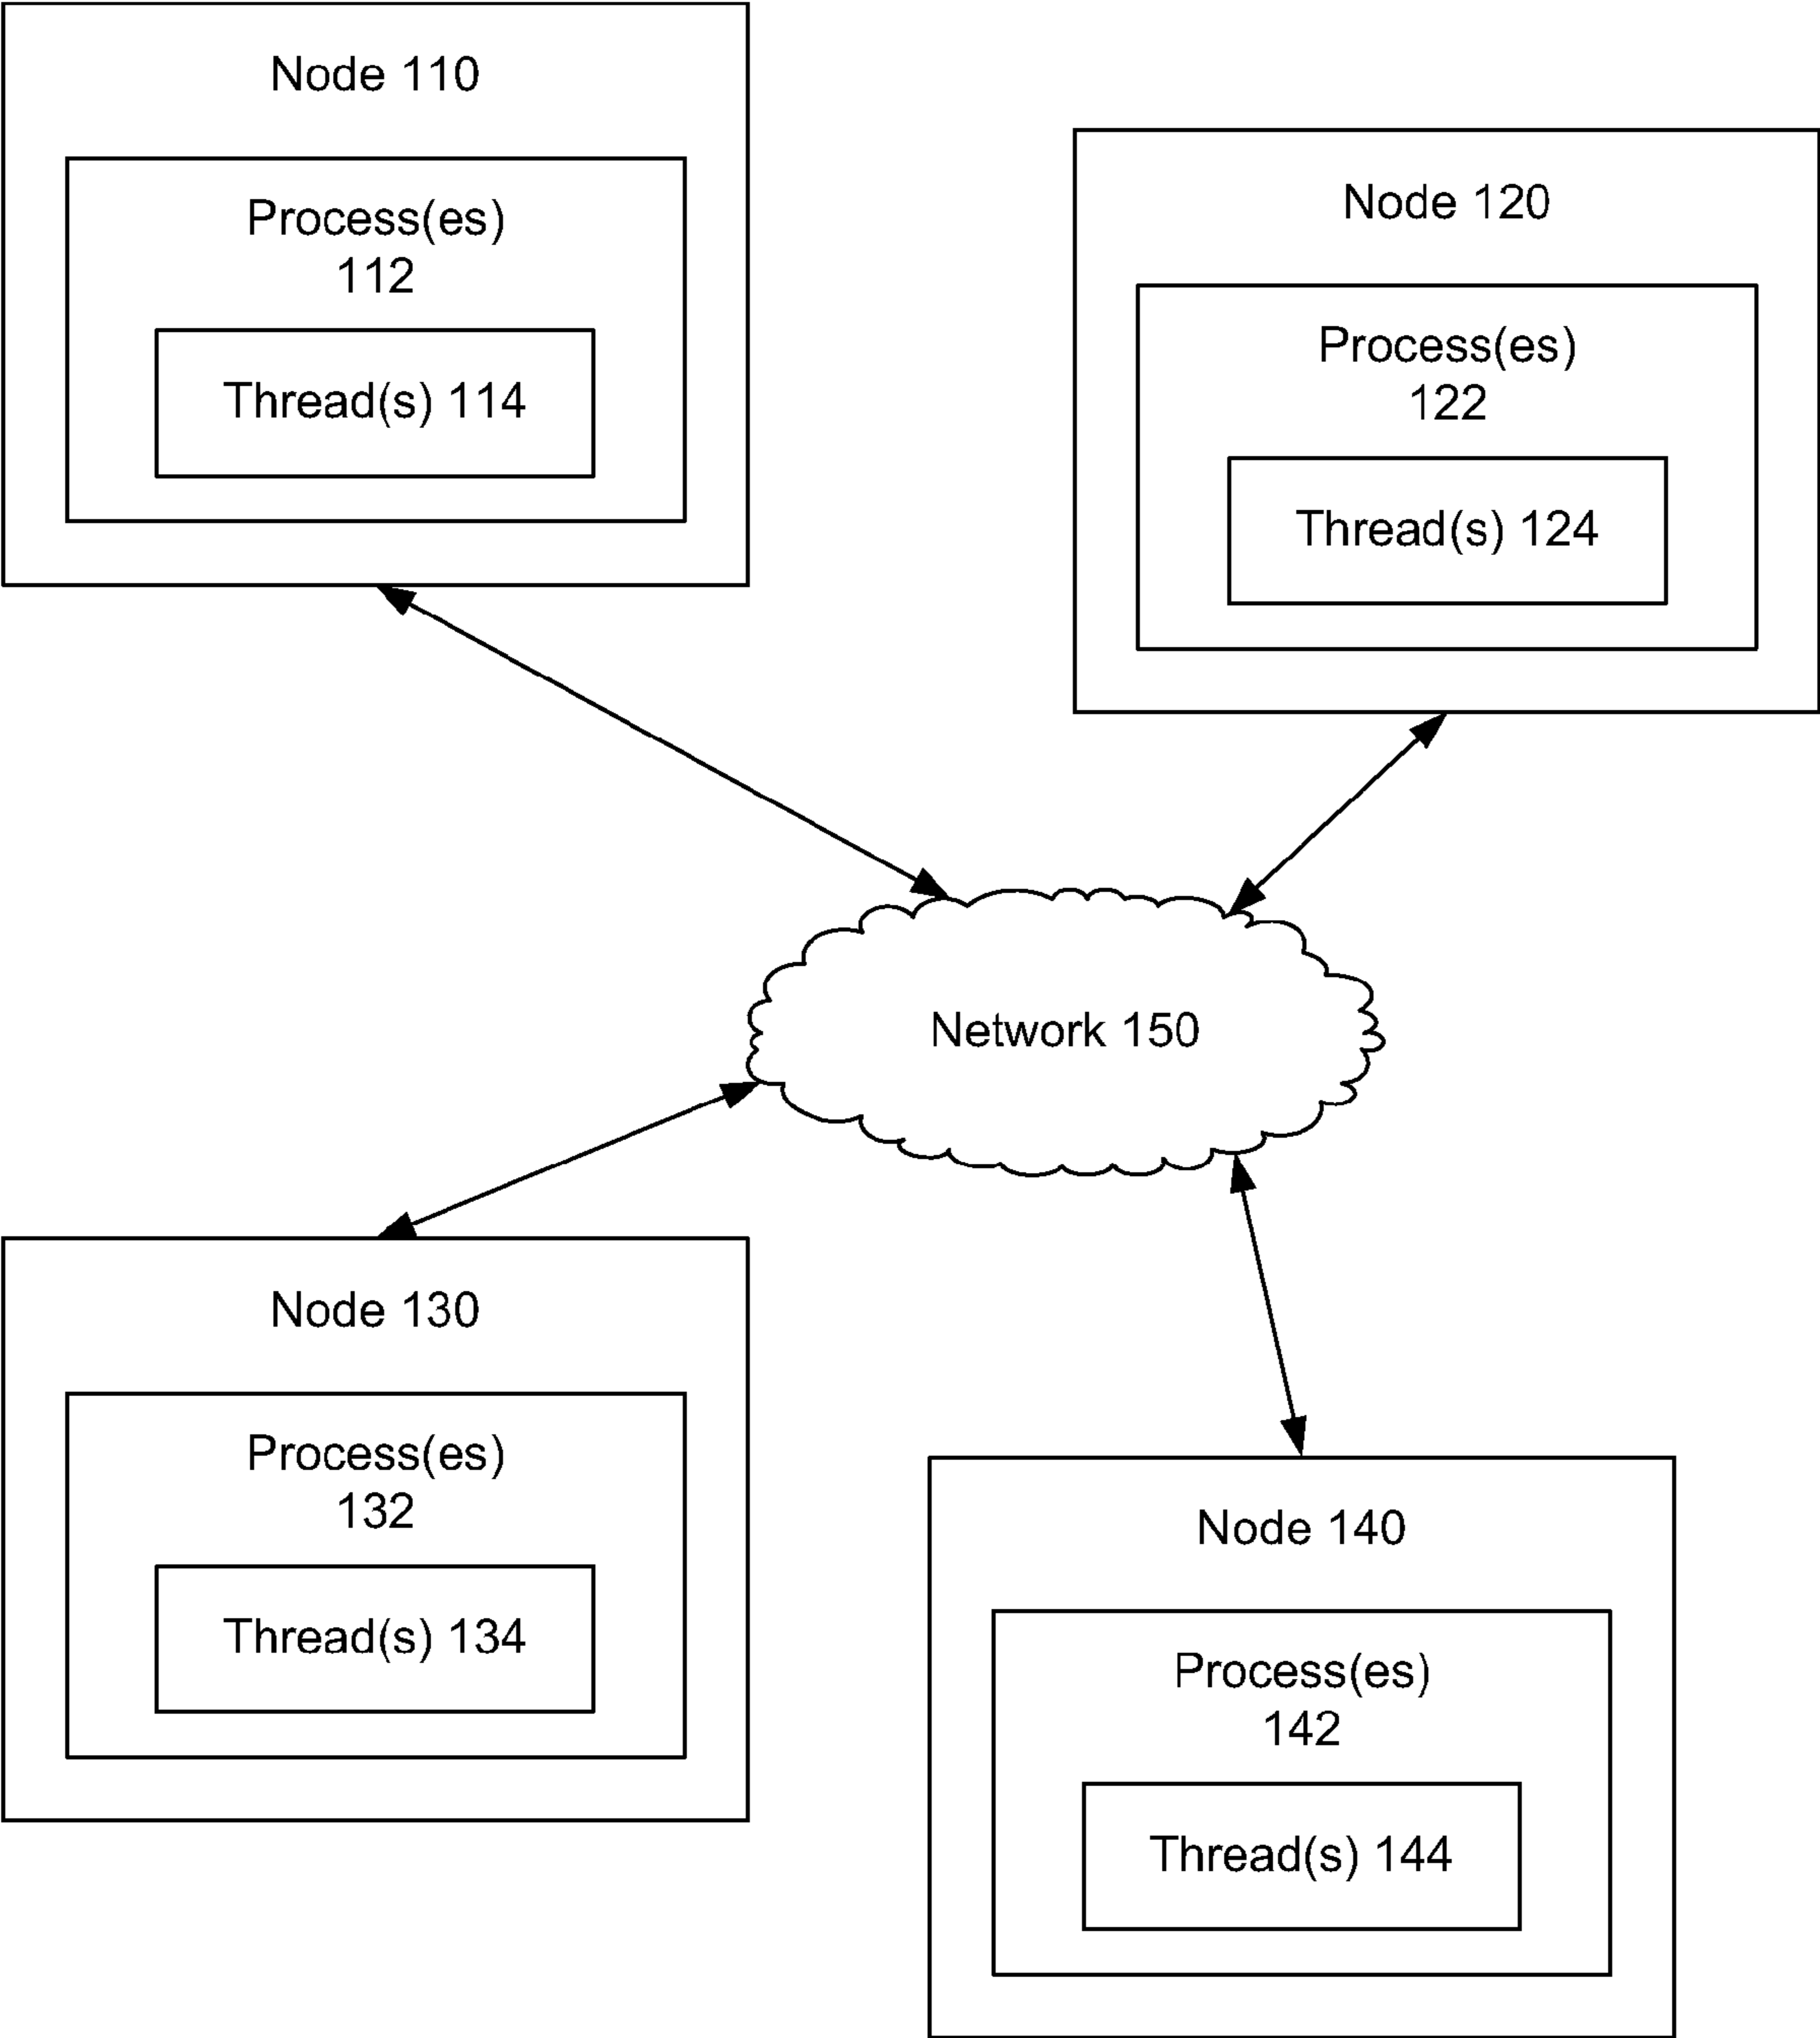 Node 110
Process(es)
112
Thread(s) 114
Node 120
Process(es)
122
Thread(s) 124
Network 150
Node 130
Process(es)
132
Thread(s) 134
Node 140
Process(es)
142
Thread(s) 144